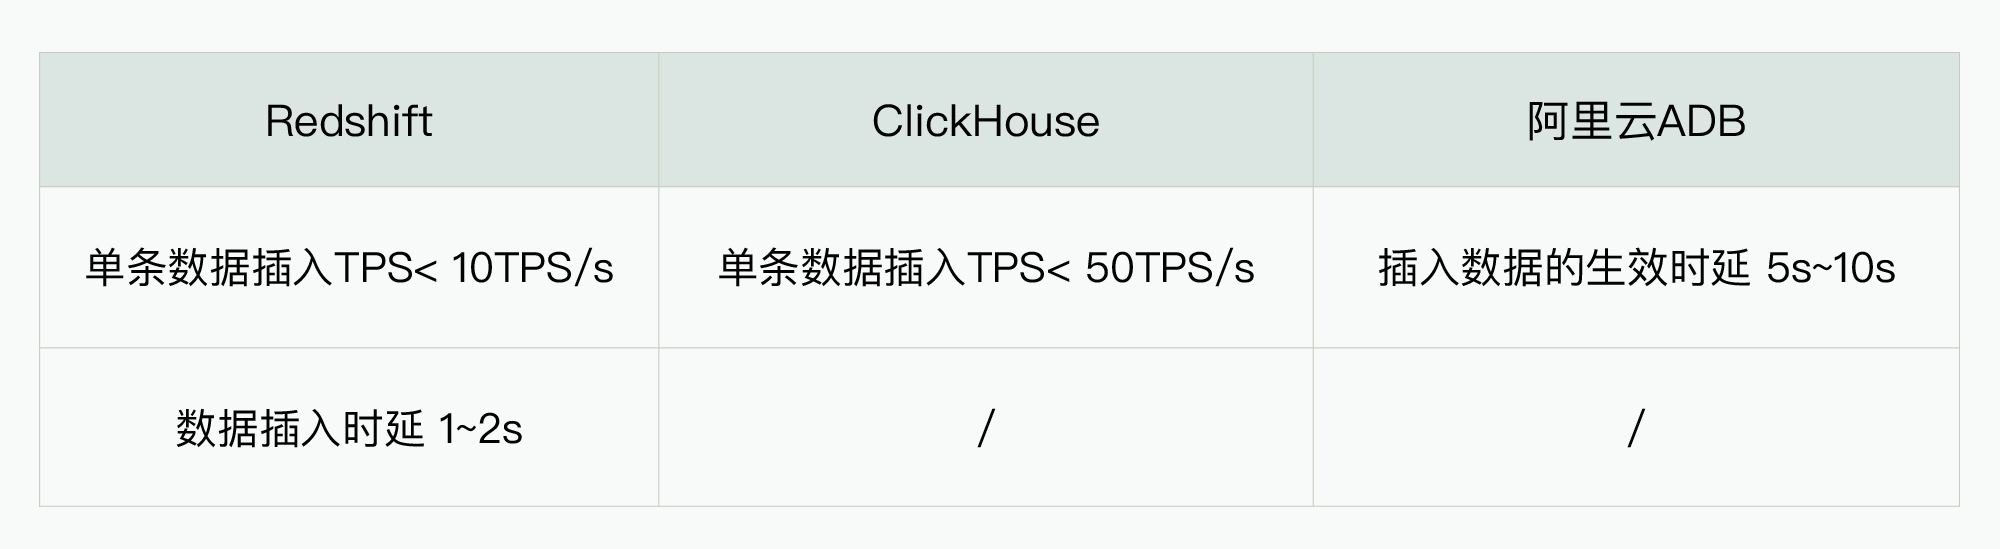 Redshift
ClickHouse
阿里云ADB
单条数据插入TPS< 10TPS/s
单条数据插入TPS< 50TPS/s
插入数据的生效时延 5s~10s
数据插入时延 1~2s
/
/